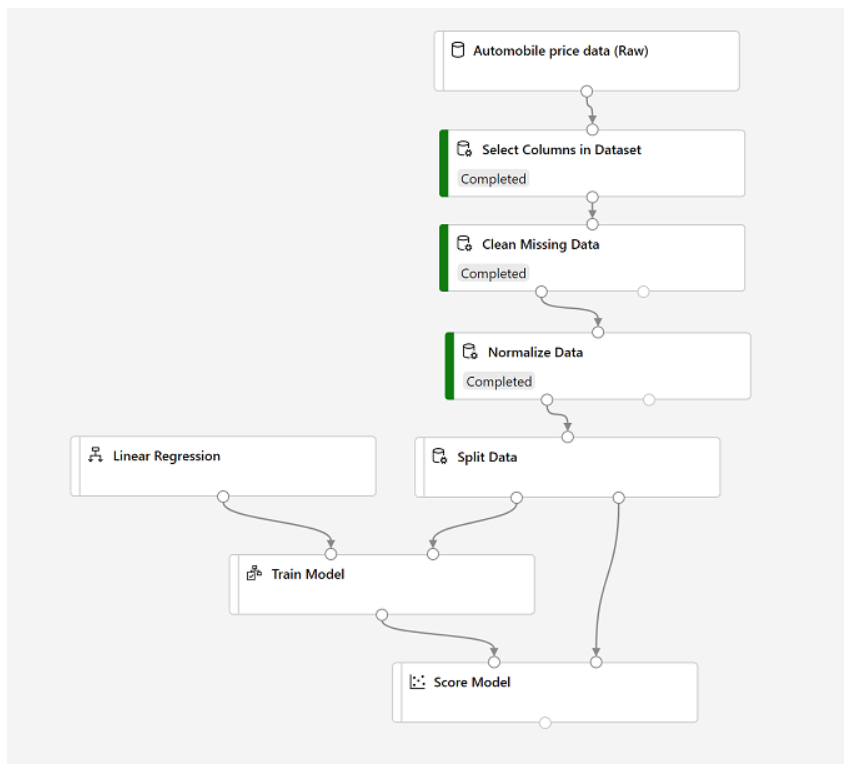 Automobile price data (Raw)
Select Columns in Dataset
Completed
Clean Missing Data
Completed
Normalize Data
Completed
Linear Regression
Split Data
Train Model
Score Model